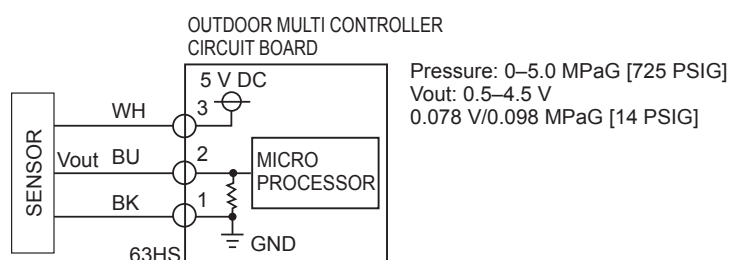 OUTDOOR MULTI CONTROLLER
CIRCUIT BOARD
5 V DC
Pressure: 0–5.0 MPaG [725 PSIG]
Vout: 0.5–4.5 V
0.078 V/0.098 MPaG [14 PSIG]
SENSOR
WH
3
Vout BU
2
MICRO
PROCESSOR
BK
1
GND
63HS